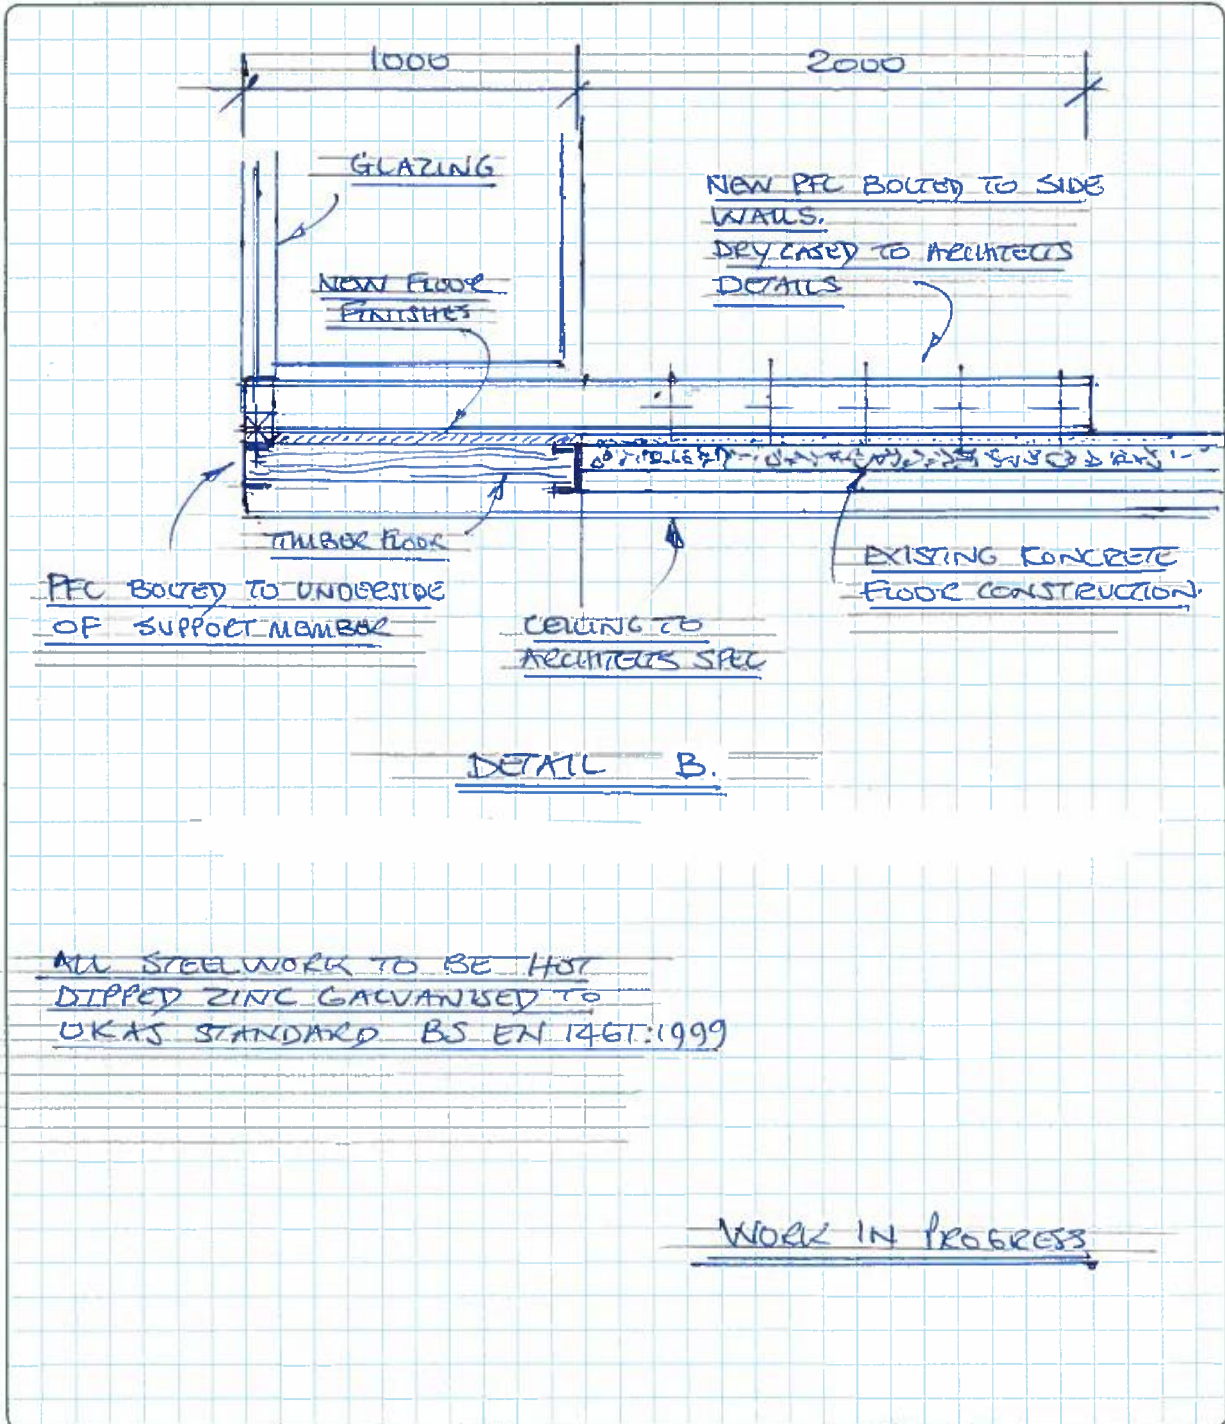 1000
2000
GLAZING
NEW PFC BOLTED TO SIDE
WALLS.
DRY CASED TO ARCHITECTS
DETAILS
NEW FLOOR
FINISHES
TIMBER FLOOR
PFC BOLTED TO UNDERSIDE
OF SUPPORT MEMBER
CEILING TO
ARCHITECTS SPEC
EXISTING CONCRETE
FLOOR CONSTRUCTION.
DETAIL B.
ALL STEELWORK TO BE HOT
DIPPED ZINC GALVANISED TO
UKAS STANDARD BS EN 1461:1999
WORK IN PROGRESS